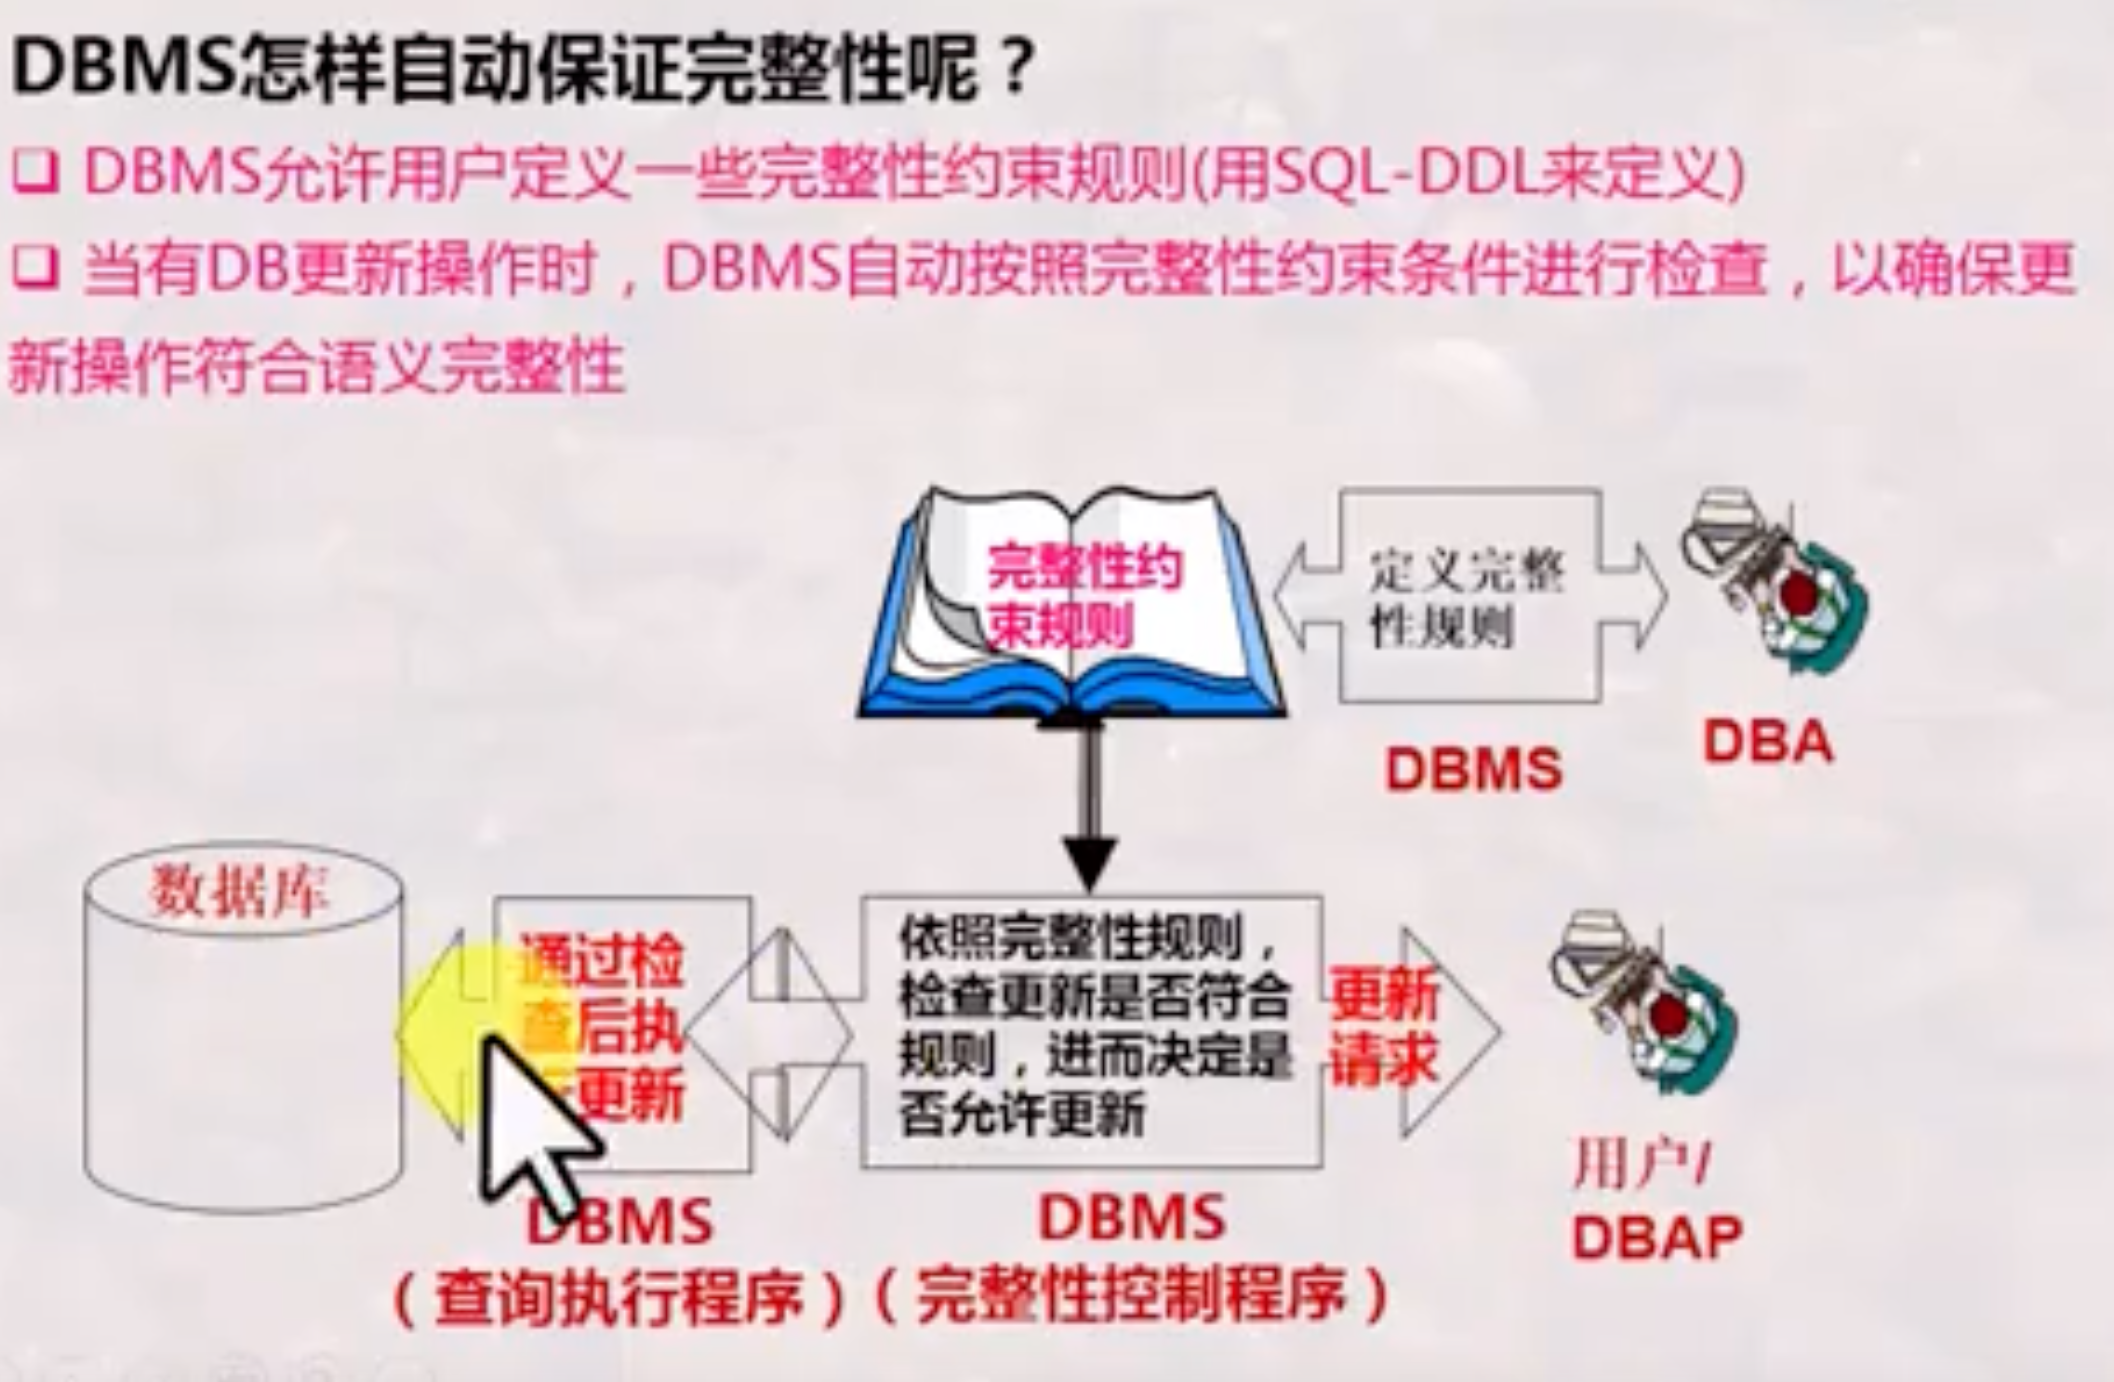 DBMS怎样自动保证完整性呢？
❑ DBMS允许用户定义一些完整性约束规则(用SQL-DDL来定义)
❑ 当有DB更新操作时，DBMS自动按照完整性约束条件进行检查，以确保更
新操作符合语义完整性
完整性约
束规则
定义完整
性规则
DBMS
DBA
数据库
通过检
查后执
更新
依照完整性规则，
检查更新是否符合
规则，进而决定是
否允许更新
更新
请求
用户/
DBAP
DBMS
（查询执行程序）
DBMS
（完整性控制程序）